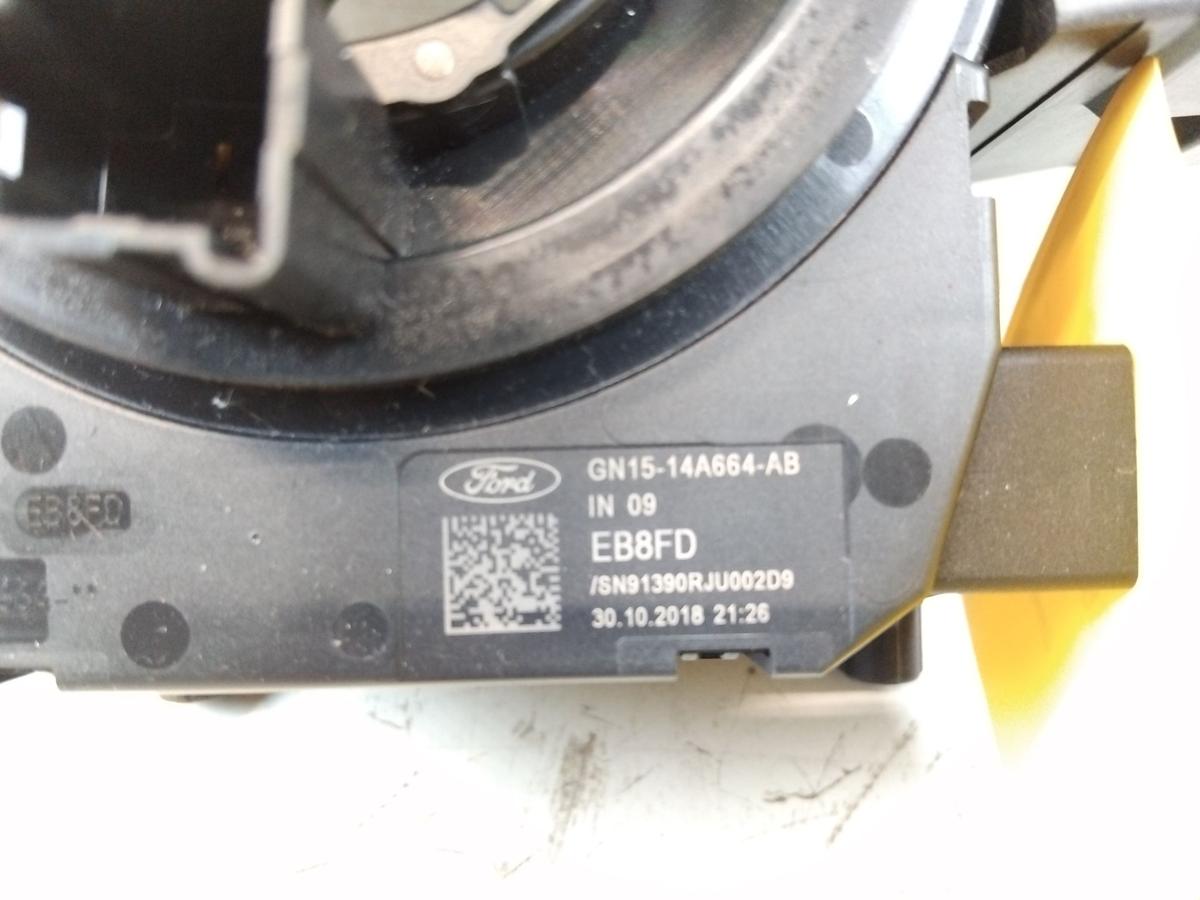 Ford
GN15-14A664-AB
IN 09
EB8FD
/SN91390RJU002D9
30.10.2018 21:26
EB8FD